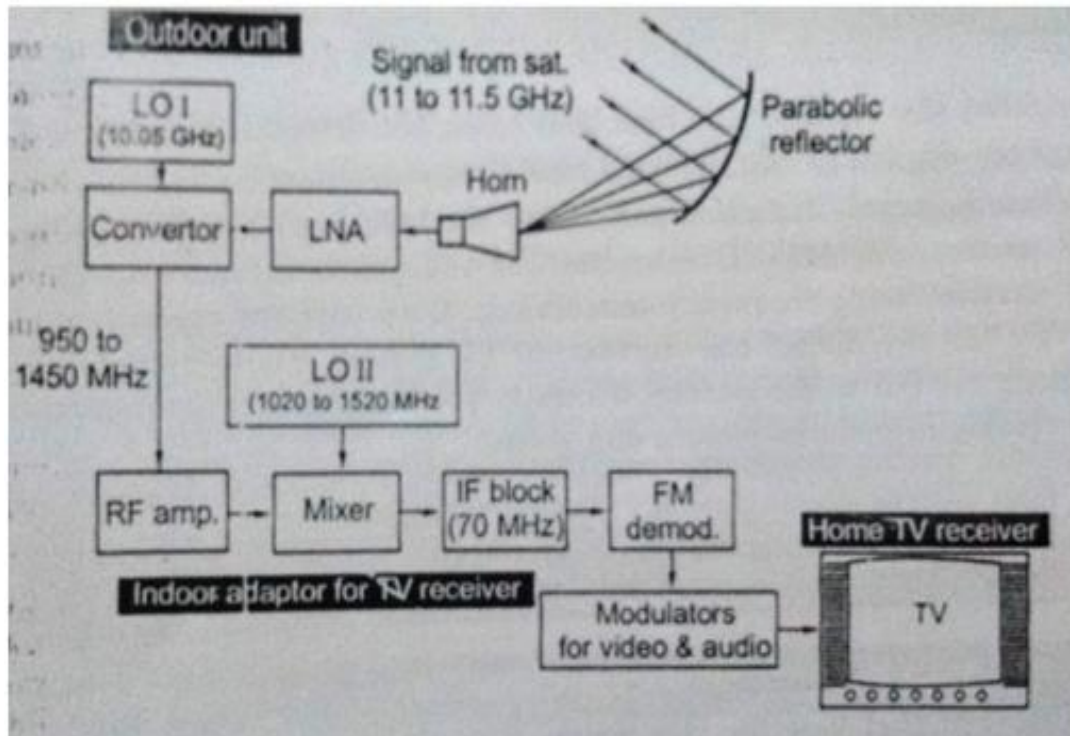 Outdoor unit
Signal from sat.
(11 to 11.5 GHz)
Parabolic
reflector
LO I
(10.05 GHz)
Horn
Convertor
LNA
950 to
1450 MHz
LO II
(1020 to 1520 MHz
RF amp.
Mixer
IF block
(70 MHz)
FM
demod.
Home TV receiver
Indoor adaptor for TV receiver
Modulators
for video & audio
TV